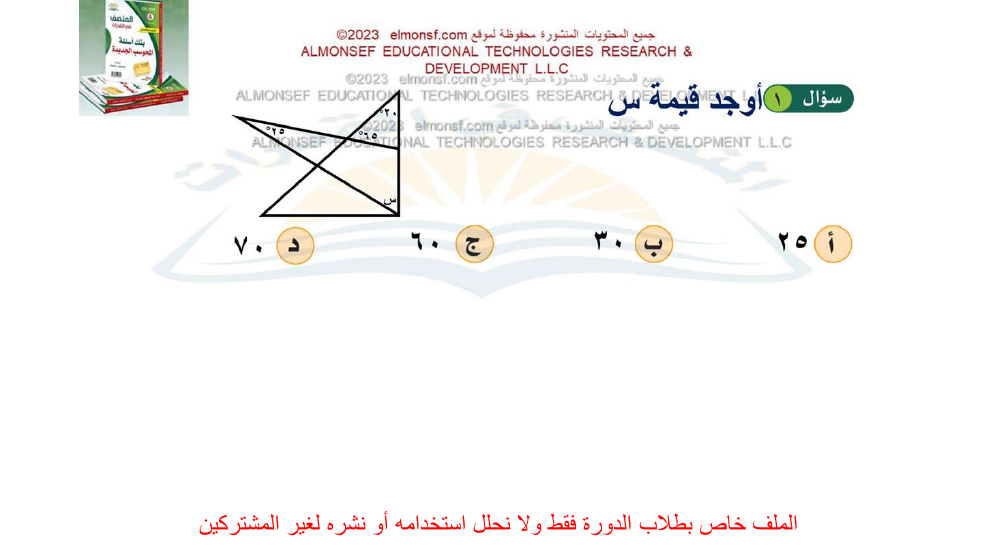 المنصف
في القدرات
بنك أسئلة
المحوسب الجديدة
جميع المحتويات المنشورة محفوظة لموقع elmonsf.com ©2023
ALMONSEF EDUCATIONAL TECHNOLOGIES RESEARCH &
DEVELOPMENT L.L.C
جميع المحتويات المنشورة محفوظة لموقع elmonsf.com ©2023
ALMONSEF EDUCATIONAL TECHNOLOGIES RESEARCH & DEVELOPMENT L.L.C
سؤال ١ أوجد قيمة س
جميع المحتويات المنشورة محفوظة لموقع elmonsf.com ©2023
ALMONSEF EDUCATIONAL TECHNOLOGIES RESEARCH & DEVELOPMENT L.L.C
٢٠°
٢٥°
٦٥°
س
أ ٢٥ ب ٣٠ ج ٦٠ د ٧٠
الملف خاص بطلاب الدورة فقط ولا نحلل استخدامه أو نشره لغير المشتركين